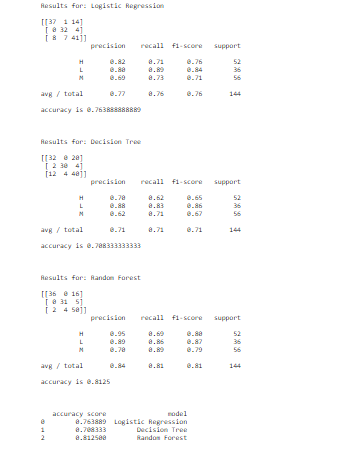 Results for: Logistic Regression
[[37 1 14]
[ 0 32 4]
[ 8 7 41]]
precision recall f1-score support
H 0.82 0.71 0.76 52
L 0.80 0.89 0.84 36
M 0.69 0.73 0.71 56
avg / total 0.77 0.76 0.76 144
accuracy is 0.763888888889
Results for: Decision Tree
[[32 0 20]
[ 2 30 4]
[12 4 40]]
precision recall f1-score support
H 0.70 0.62 0.65 52
L 0.88 0.83 0.86 36
M 0.62 0.71 0.67 56
avg / total 0.71 0.71 0.71 144
accuracy is 0.708333333333
Results for: Random Forest
[[36 0 16]
[ 0 31 5]
[ 2 4 50]]
precision recall f1-score support
H 0.95 0.69 0.80 52
L 0.89 0.86 0.87 36
M 0.70 0.89 0.79 56
avg / total 0.84 0.81 0.81 144
accuracy is 0.8125
accuracy score model
0 0.763889 Logistic Regression
1 0.708333 Decision Tree
2 0.812500 Random Forest